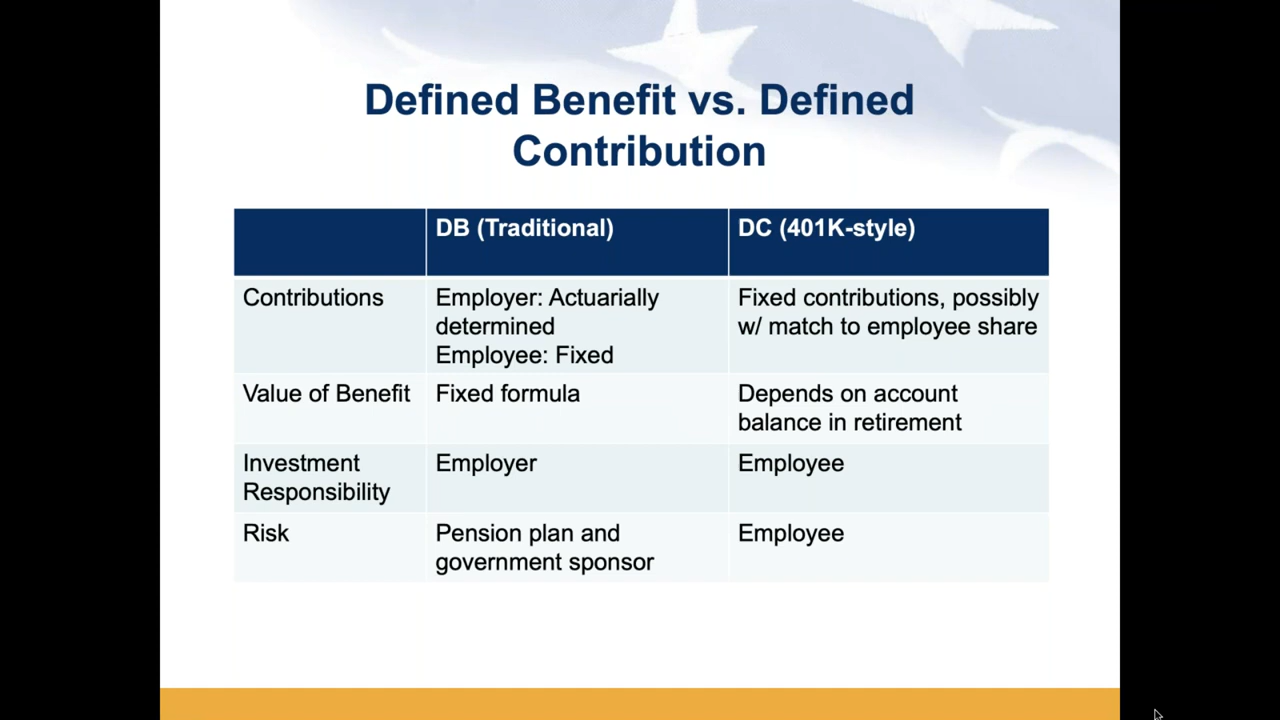 Defined Benefit vs. Defined
Contribution
DB (Traditional)
DC (401K-style)
Contributions
Employer: Actuarially
determined
Employee: Fixed
Fixed contributions, possibly
w/ match to employee share
Value of Benefit
Fixed formula
Depends on account
balance in retirement
Investment
Responsibility
Employer
Employee
Risk
Pension plan and
government sponsor
Employee